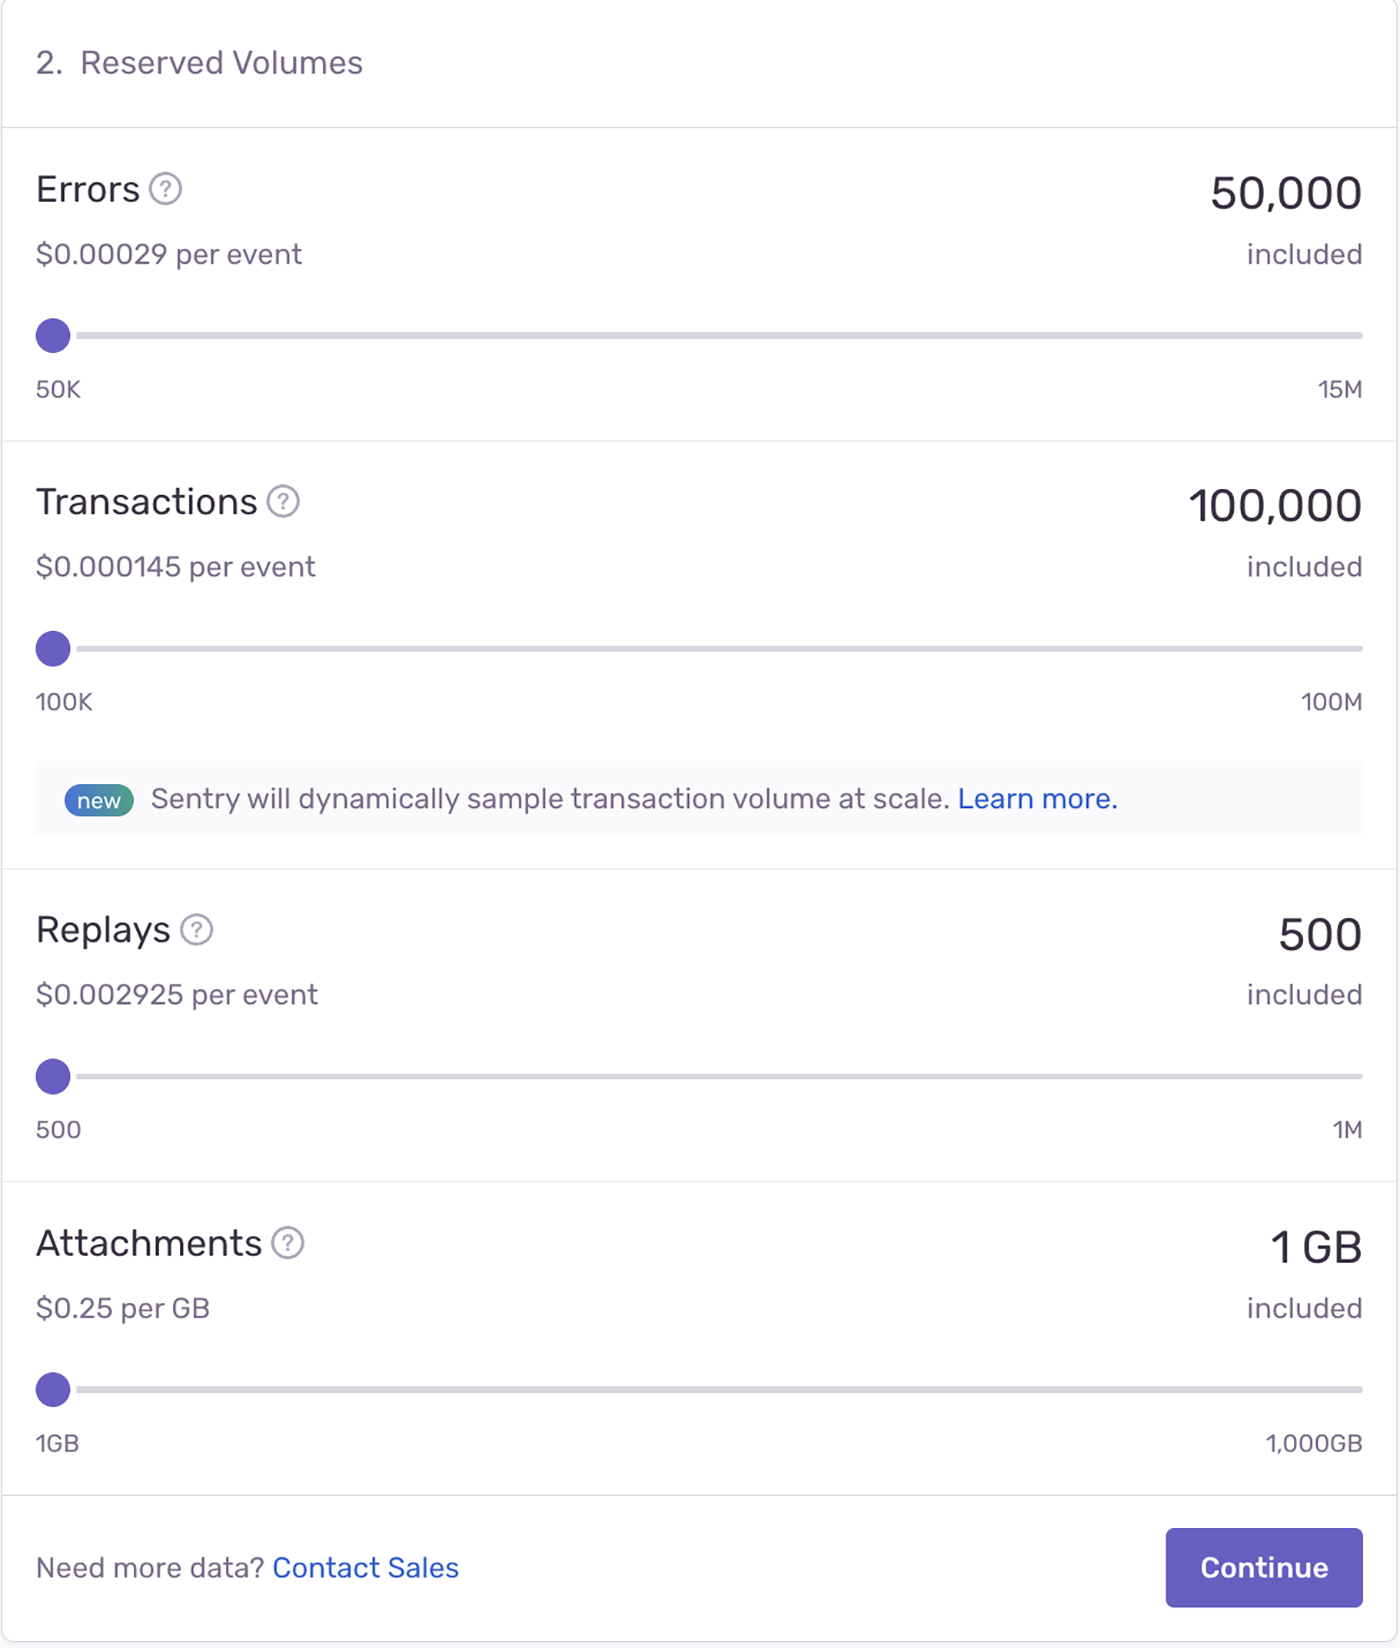 2. Reserved Volumes
Errors ? 50,000
$0.00029 per event included
50K 15M
Transactions ? 100,000
$0.000145 per event included
100K 100M
new Sentry will dynamically sample transaction volume at scale. Learn more.
Replays ? 500
$0.002925 per event included
500 1M
Attachments ? 1 GB
$0.25 per GB included
1GB 1,000GB
Need more data? Contact Sales Continue